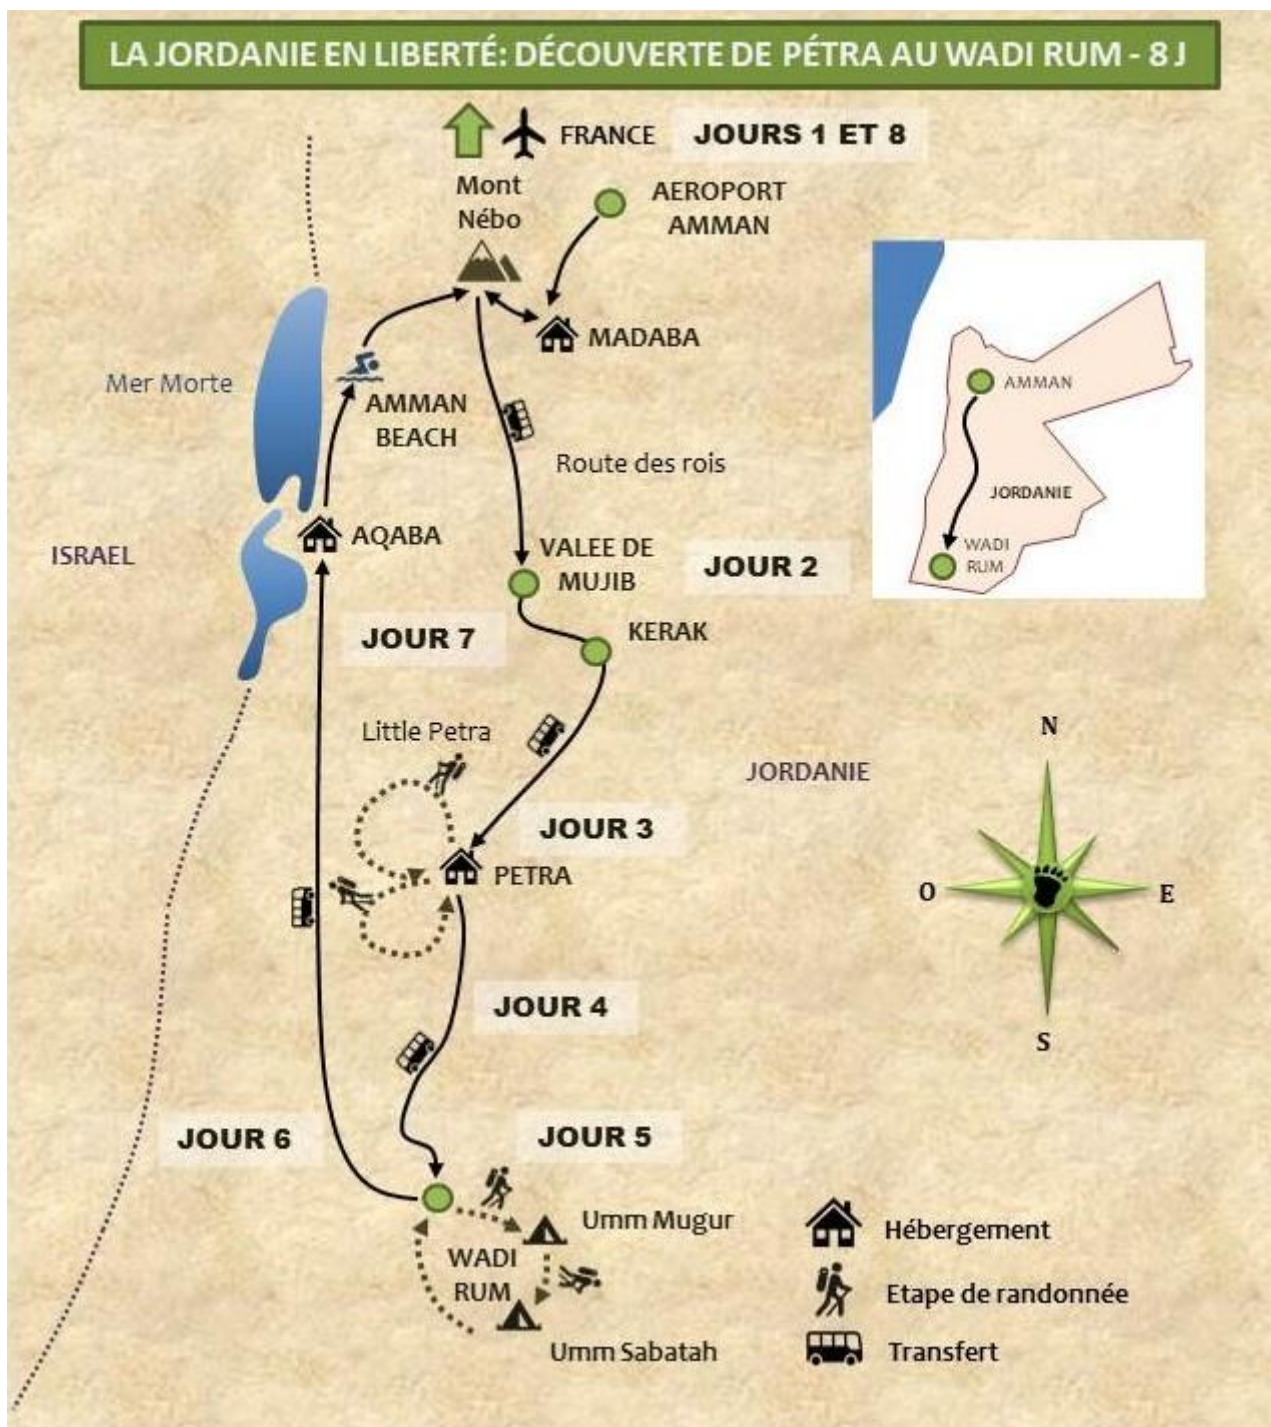 LA JORDANIE EN LIBERTÉ: DÉCOUVERTE DE PÉTRA AU WADI RUM - 8 J
FRANCE
JOURS 1 ET 8
Mont
Nébo
AEROPORT
AMMAN
MADABA
Mer Morte
AMMAN
BEACH
Route des rois
AMMAN
JORDANIE
WADI
RUM
ISRAEL
AQABA
VALEE DE
MUJIB
JOUR 2
KERAK
JOUR 7
Little Petra
JORDANIE
N
O
E
S
JOUR 3
PETRA
JOUR 4
JOUR 6
JOUR 5
Umm Mugur
WADI
RUM
Umm Sabatah
Hébergement
Etape de randonnée
Transfert